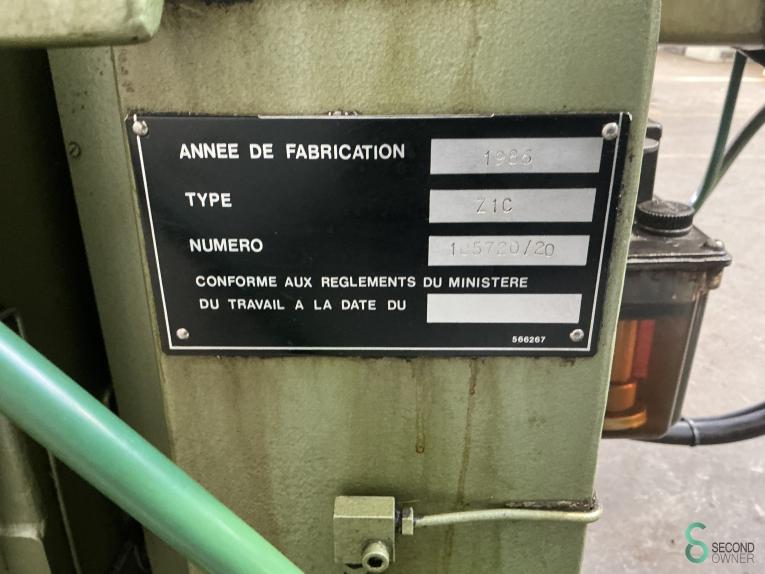 ANNEE DE FABRICATION 1986
TYPE Z1C
NUMERO
CONFORME AUX REGLEMENTS DU MINISTERE
DU TRAVAIL A LA DATE DU
566267
SECOND
OWNER